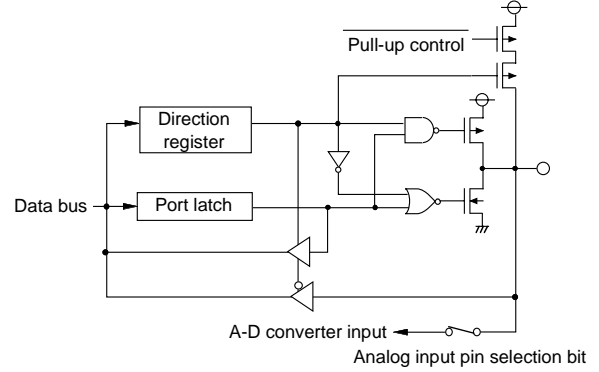 Pull-up control
Direction
register
Data bus
Port latch
A-D converter input
Analog input pin selection bit